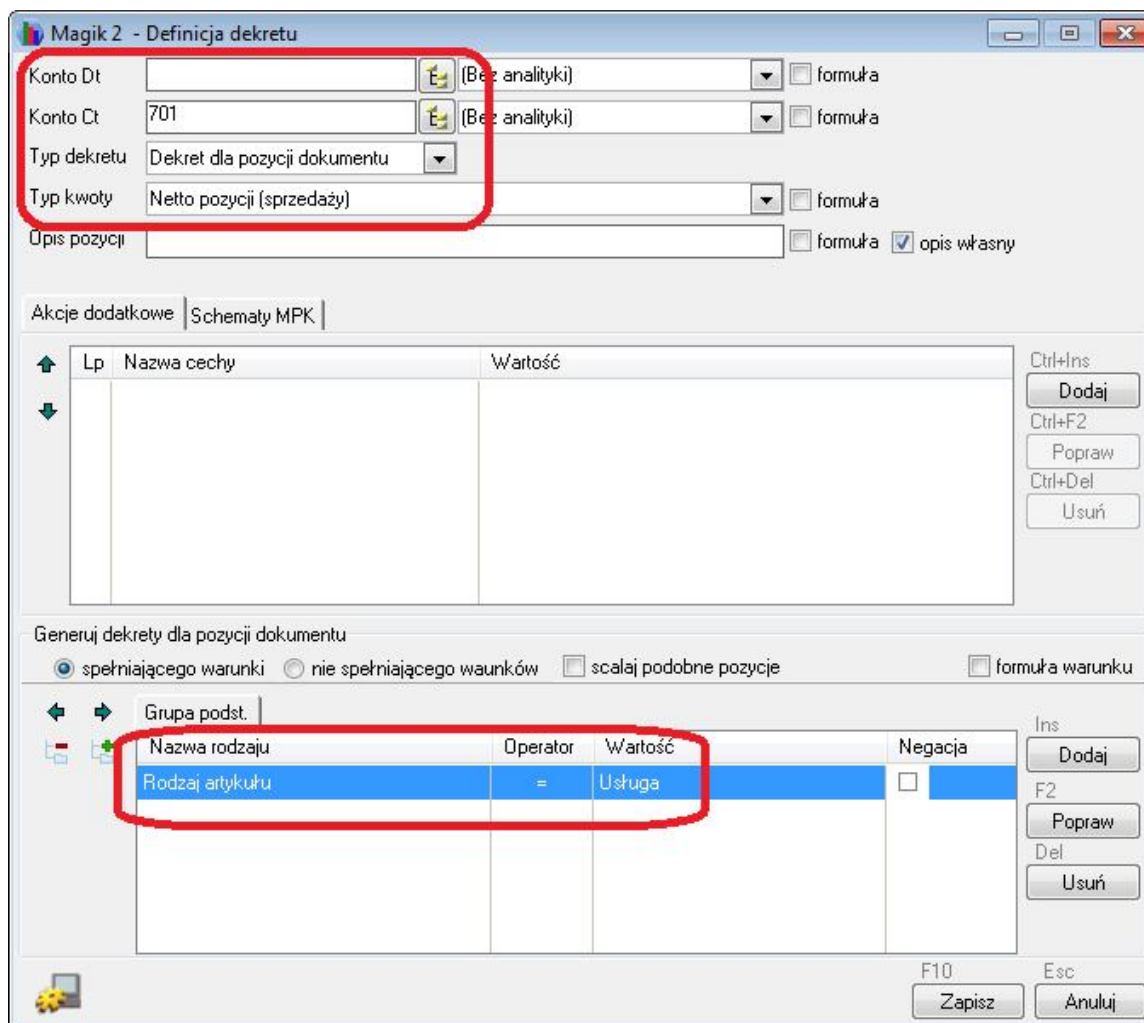 Magik 2 - Definicja dekretu
Konto Dt (Bez analityki) formuła
Konto Ct 701 (Bez analityki) formuła
Typ dekretu Dekret dla pozycji dokumentu
Typ kwoty Netto pozycji (sprzedaży) formuła
Opis pozycji formuła opis własny
Akcje dodatkowe Schematy MPK
Lp Nazwa cechy Wartość
Ctrl+Ins
Dodaj
Ctrl+F2
Popraw
Ctrl+Del
Usuń
Generuj dekrety dla pozycji dokumentu
spełniającego warunki nie spełniającego waunków scalaj podobne pozycje formuła warunku
Grupa podst.
Nazwa rodzaju Operator Wartość Negacja
Rodzaj artykułu = Usługa
Ins
Dodaj
F2
Popraw
Del
Usuń
F10 Esc
Zapisz Anuluj